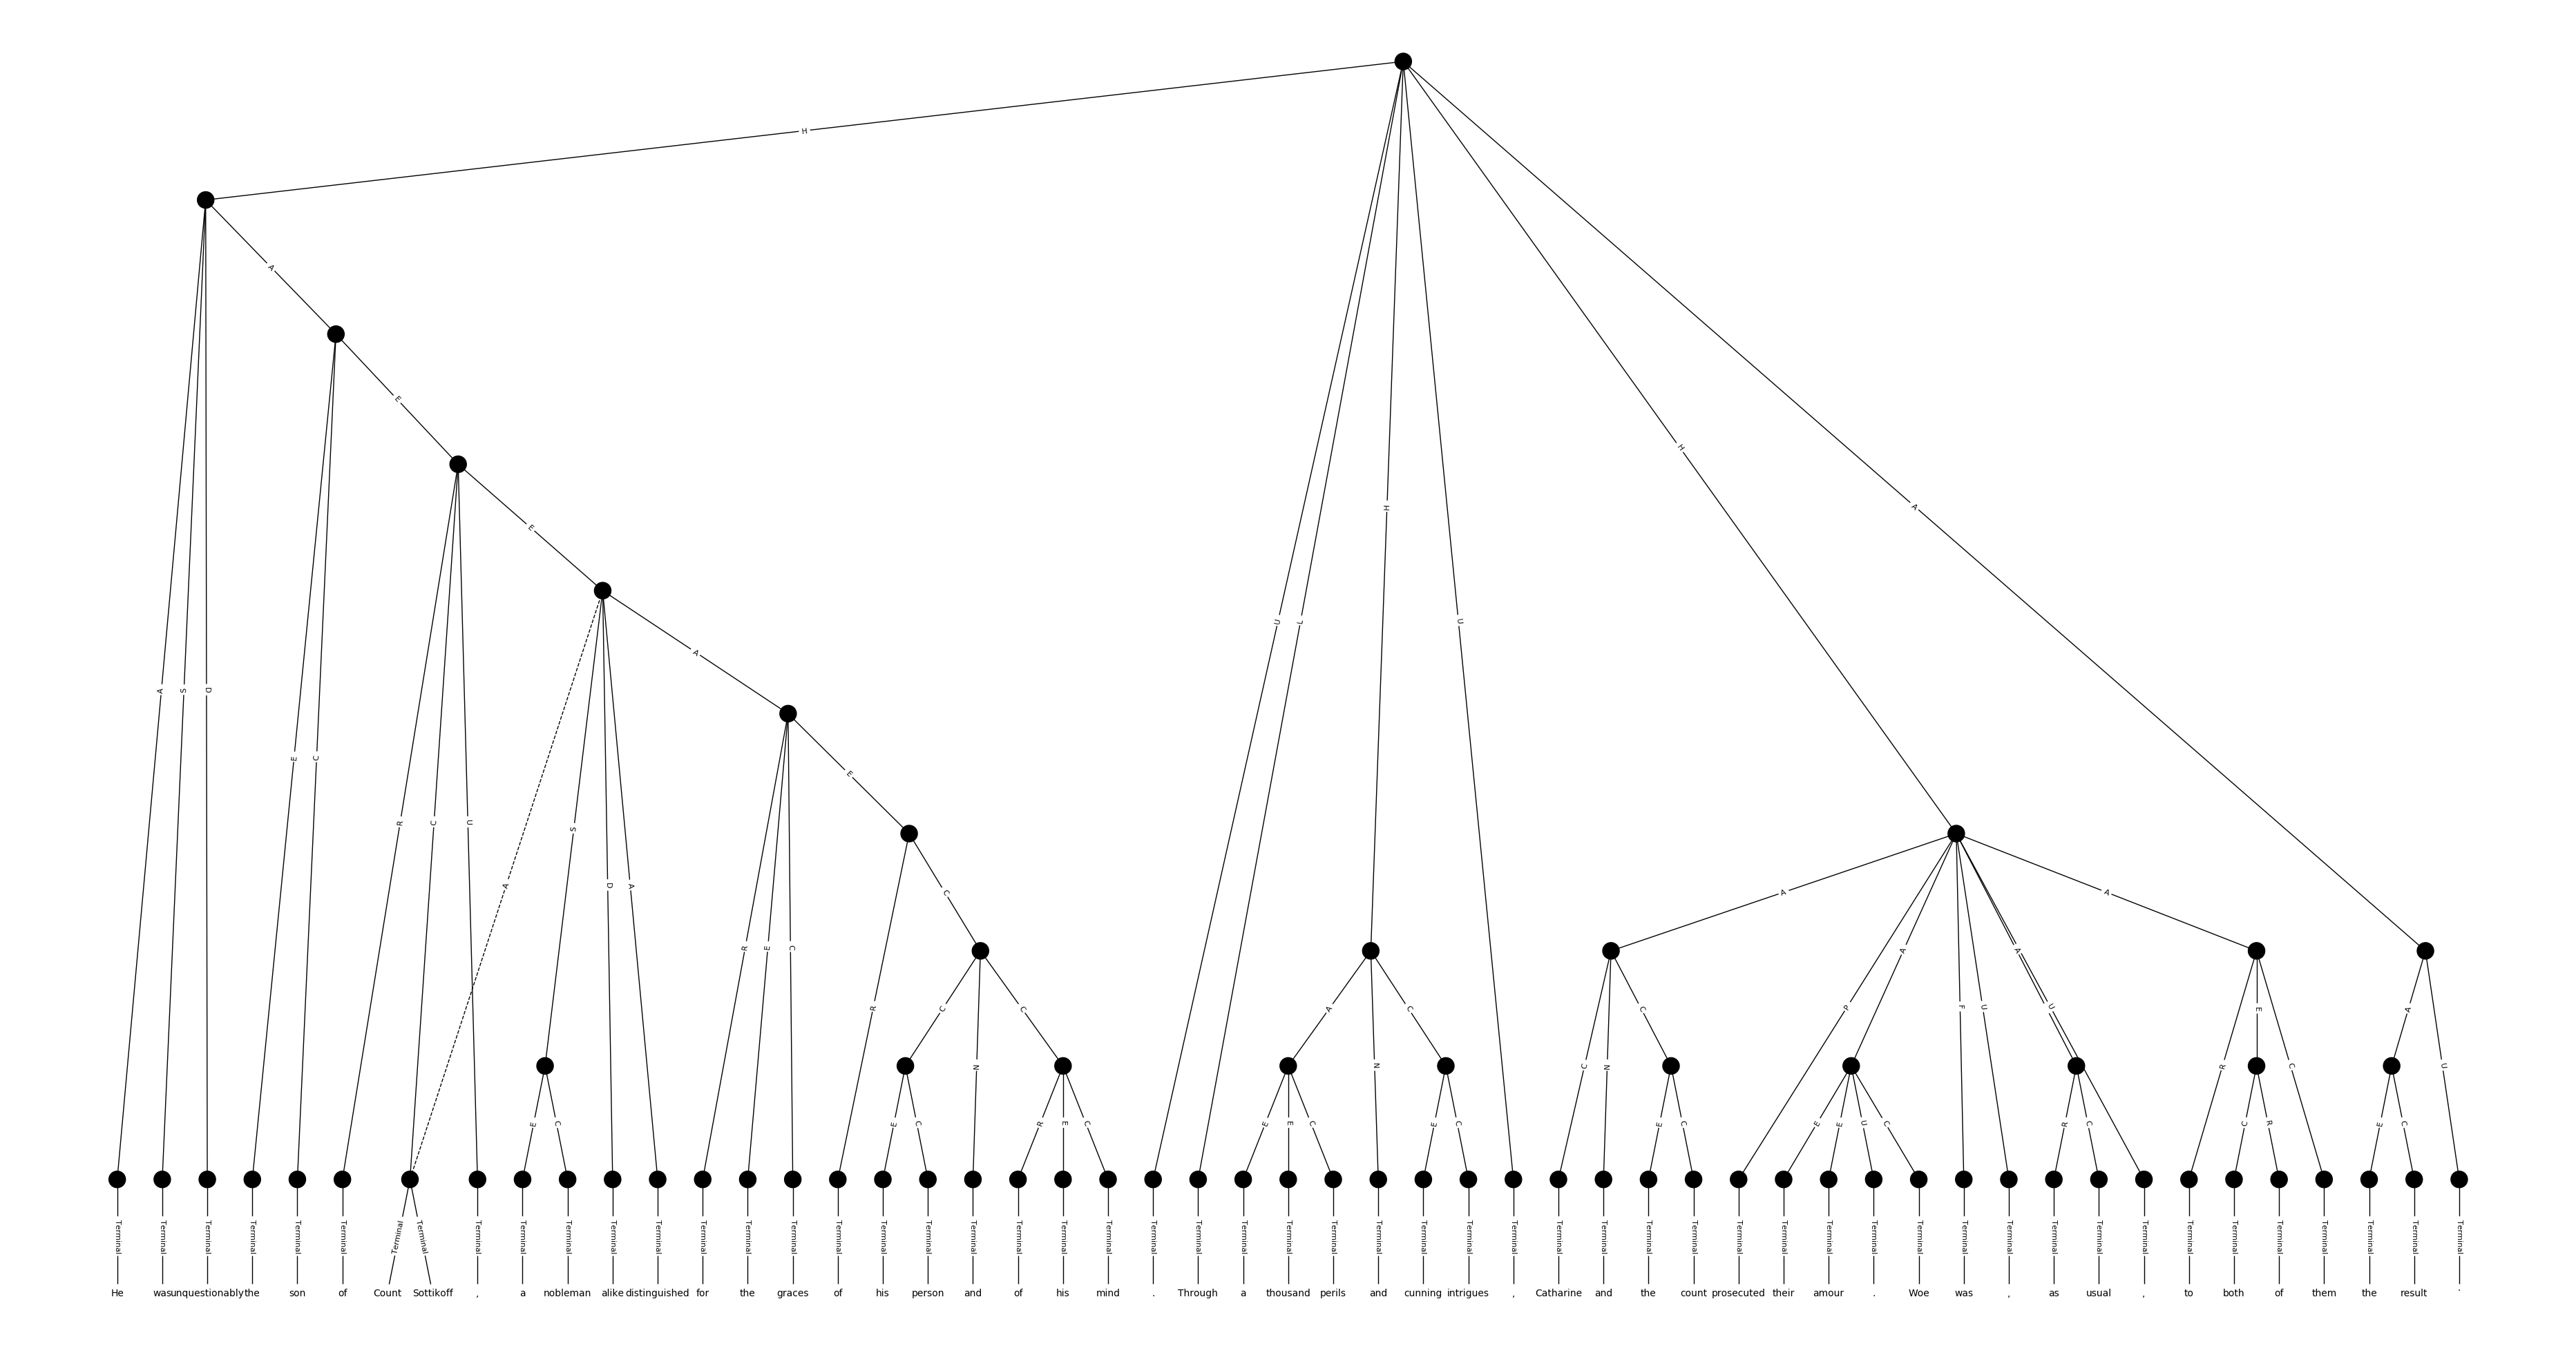 H
A
E
H
A H
E
U L U
A
A S D
E C
E
R C U S
A D A
C A A
R E C A A
R C C A C C P F U U E A
N N C N R C U
E C E C R E C E E C E C E C E E U C R C C R E C
Terminal Terminal Terminal Terminal Terminal Terminal Terminal Terminal Terminal Terminal Terminal Terminal Terminal Terminal Terminal Terminal Terminal Terminal Terminal Terminal Terminal Terminal Terminal Terminal Terminal Terminal Terminal Terminal Terminal Terminal Terminal Terminal Terminal Terminal Terminal Terminal Terminal Terminal Terminal Terminal Terminal Terminal Terminal Terminal Terminal Terminal Terminal Terminal Terminal Terminal Terminal Terminal Terminal
He was unquestionably the son of Count Sottikoff , a nobleman alike distinguished for the graces of his person and of his mind . Through a thousand perils and cunning intrigues , Catharine and the count prosecuted their amour . Woe was , as usual , to both of them the result .